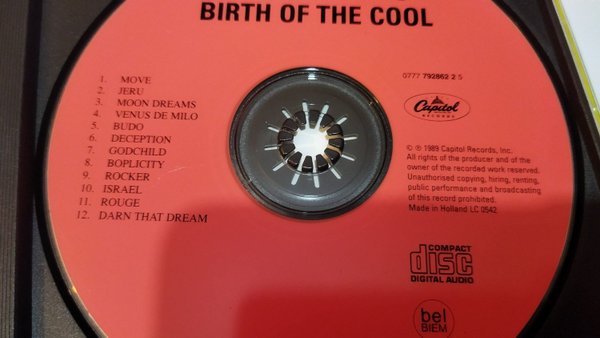 BIRTH OF THE COOL
1. MOVE
2. JERU
3. MOON DREAMS
4. VENUS DE MILO
5 BUDO
6 DECEPTION
7. GODCHILD
8 BOPLICITY
9. ROCKER
10. ISRAEL
11. ROUGE
12. DARN THAT DREAM
0777 792862 2 5
Capitol
RECORDS
© ℗ 1989 Capitol Records, Inc.
All rights of the producer and of the
owner of the recorded work reserved.
Unauthorised copying, hiring, renting,
public performance and broadcasting
of this record prohibited.
Made in Holland LC 0542
COMPACT
disc
DIGITAL AUDIO
bel
BIEM